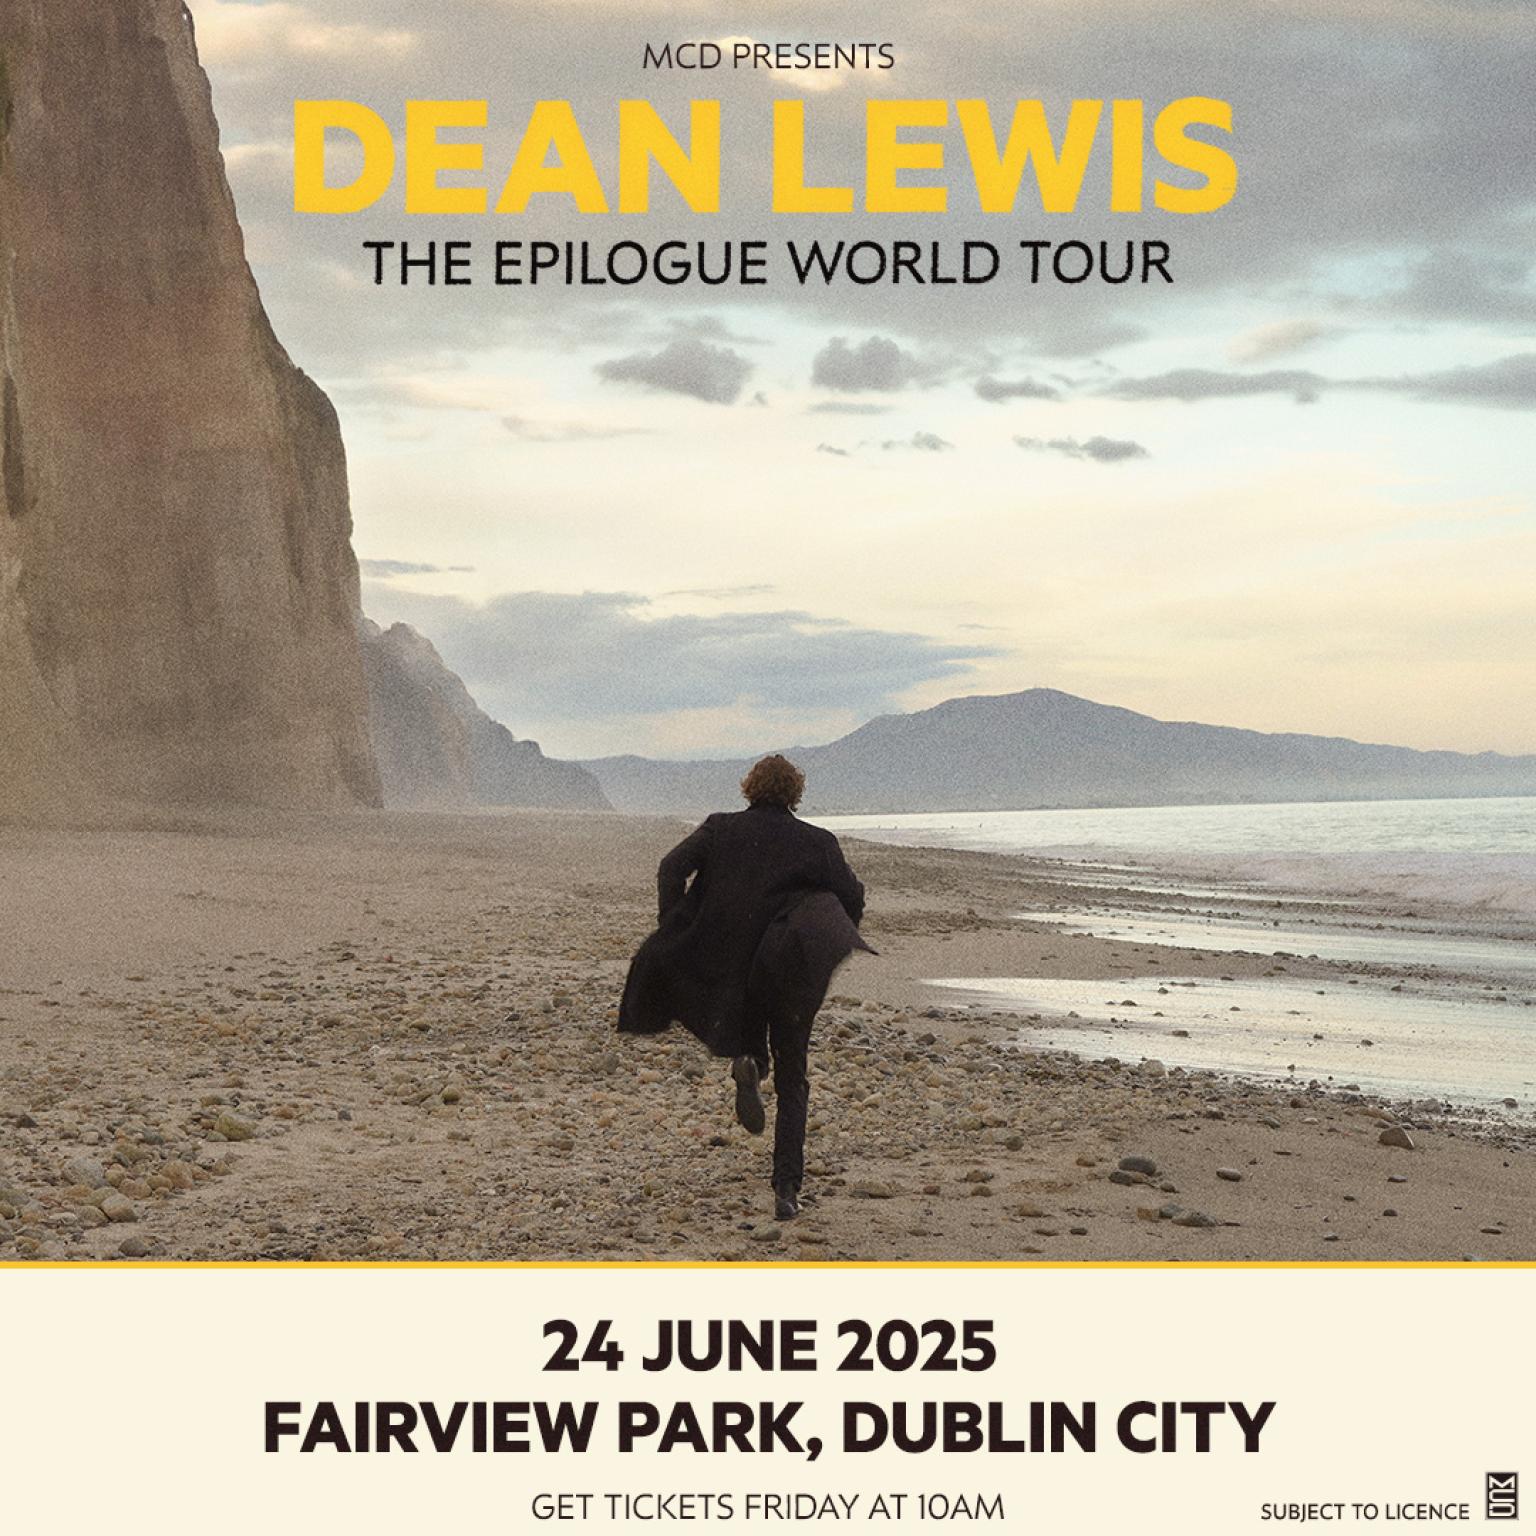 MCD PRESENTS
DEAN LEWIS
THE EPILOGUE WORLD TOUR
24 JUNE 2025
FAIRVIEW PARK, DUBLIN CITY
GET TICKETS FRIDAY AT 10AM
SUBJECT TO LICENCE
MCD